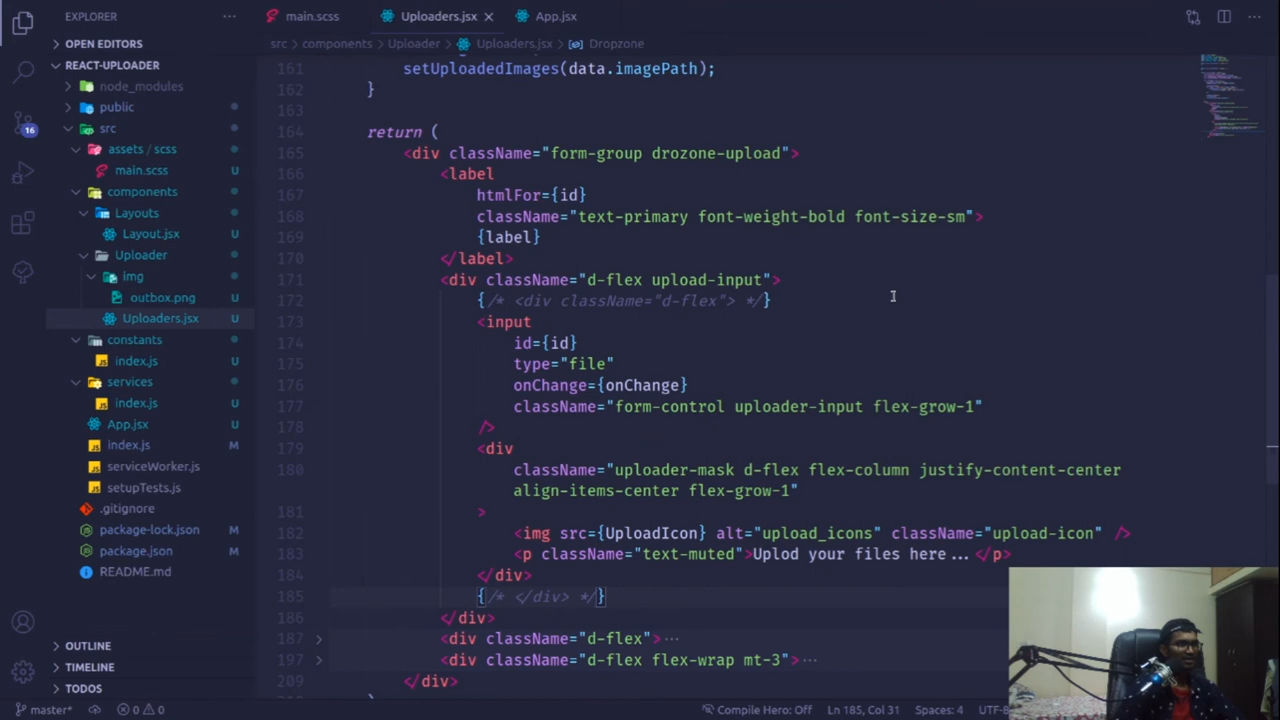 EXPLORER
main.scss
Uploaders.jsx
App.jsx
OPEN EDITORS
src components Uploader Uploaders.jsx Dropzone
REACT-UPLOADER
node_modules
public
src
assets / scss
main.scss U
components
Layouts
Layout.jsx U
Uploader
img
outbox.png U
Uploaders.jsx U
constants
index.js U
services
index.js U
App.jsx U
index.js M
serviceWorker.js
setupTests.js
.gitignore
package-lock.json M
package.json M
README.md
16
OUTLINE
TIMELINE
TODOS
161 setUploadedImages(data.imagePath);
162 }
163
164 return (
165 <div className="form-group drozone-upload">
166 <label
167 htmlFor={id}
168 className="text-primary font-weight-bold font-size-sm">
169 {label}
170 </label>
171 <div className="d-flex upload-input">
172 {/* <div className="d-flex"> */}
173 <input
174 id={id}
175 type="file"
176 onChange={onChange}
177 className="form-control uploader-input flex-grow-1"
178 />
179 <div
180 className="uploader-mask d-flex flex-column justify-content-center
align-items-center flex-grow-1"
181 >
182 <img src={UploadIcon} alt="upload_icons" className="upload-icon" />
183 <p className="text-muted">Uplod your files here...</p>
184 </div>
185 {/* </div> */}
186 </div>
187 <div className="d-flex">···
197 <div className="d-flex flex-wrap mt-3">···
209 </div>
master* 0 0 Compile Hero: Off Ln 185, Col 31 Spaces: 4